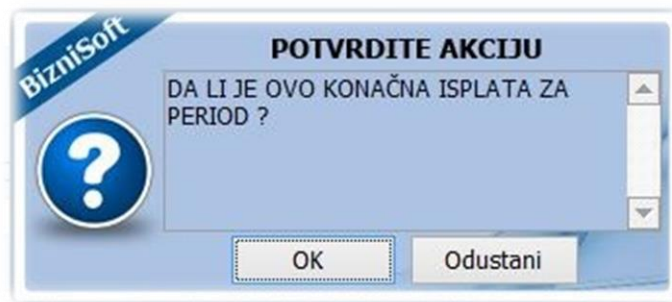 BizniSoft
POTVRDITE AKCIJU
DA LI JE OVO KONAČNA ISPLATA ZA
PERIOD ?
?
OK
Odustani